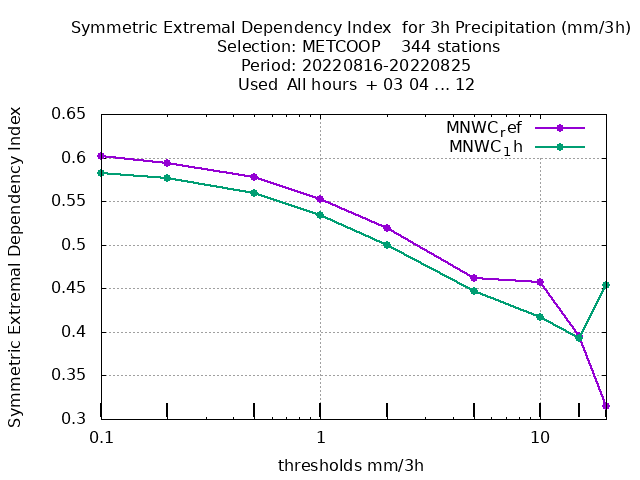 Symmetric Extremal Dependency Index  for 3h Precipitation (mm/3h)
Selection: METCOOP    344 stations
Period: 20220816-20220825
Used  All hours  + 03 04 ... 12
Symmetric Extremal Dependency Index
0.65
0.6
0.55
0.5
0.45
0.4
0.35
0.3
MNWCref
MNWC1h
0.1 1 10
thresholds mm/3h